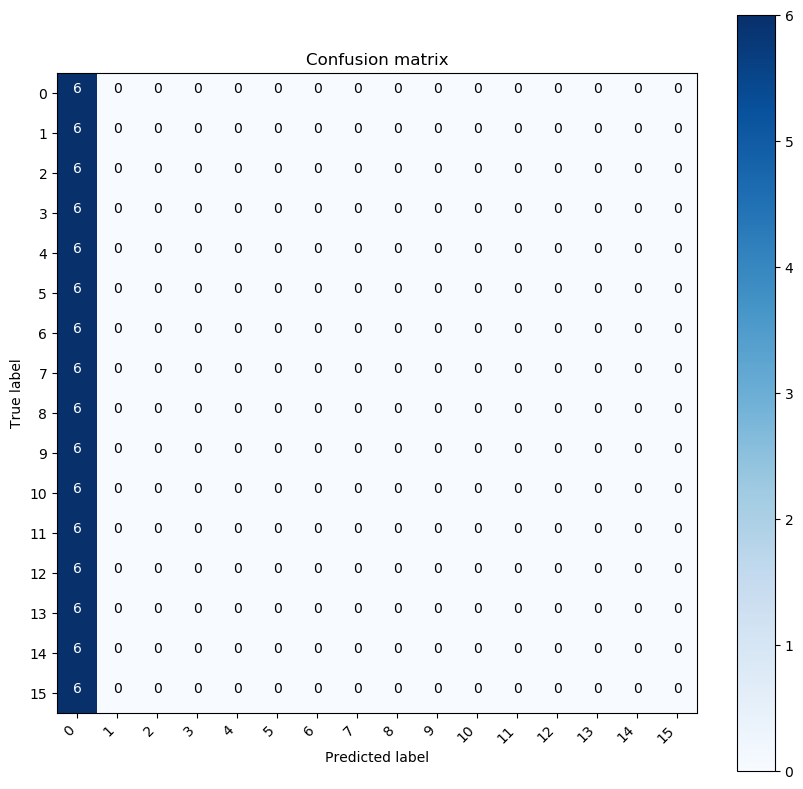 Confusion matrix
0 6 0 0 0 0 0 0 0 0 0 0 0 0 0 0 0
1 6 0 0 0 0 0 0 0 0 0 0 0 0 0 0 0
2 6 0 0 0 0 0 0 0 0 0 0 0 0 0 0 0
3 6 0 0 0 0 0 0 0 0 0 0 0 0 0 0 0
4 6 0 0 0 0 0 0 0 0 0 0 0 0 0 0 0
5 6 0 0 0 0 0 0 0 0 0 0 0 0 0 0 0
6 6 0 0 0 0 0 0 0 0 0 0 0 0 0 0 0
7 6 0 0 0 0 0 0 0 0 0 0 0 0 0 0 0
8 6 0 0 0 0 0 0 0 0 0 0 0 0 0 0 0
9 6 0 0 0 0 0 0 0 0 0 0 0 0 0 0 0
10 6 0 0 0 0 0 0 0 0 0 0 0 0 0 0 0
11 6 0 0 0 0 0 0 0 0 0 0 0 0 0 0 0
12 6 0 0 0 0 0 0 0 0 0 0 0 0 0 0 0
13 6 0 0 0 0 0 0 0 0 0 0 0 0 0 0 0
14 6 0 0 0 0 0 0 0 0 0 0 0 0 0 0 0
15 6 0 0 0 0 0 0 0 0 0 0 0 0 0 0 0
0 1 2 3 4 5 6 7 8 9 10 11 12 13 14 15
Predicted label
True label
6
5
4
3
2
1
0